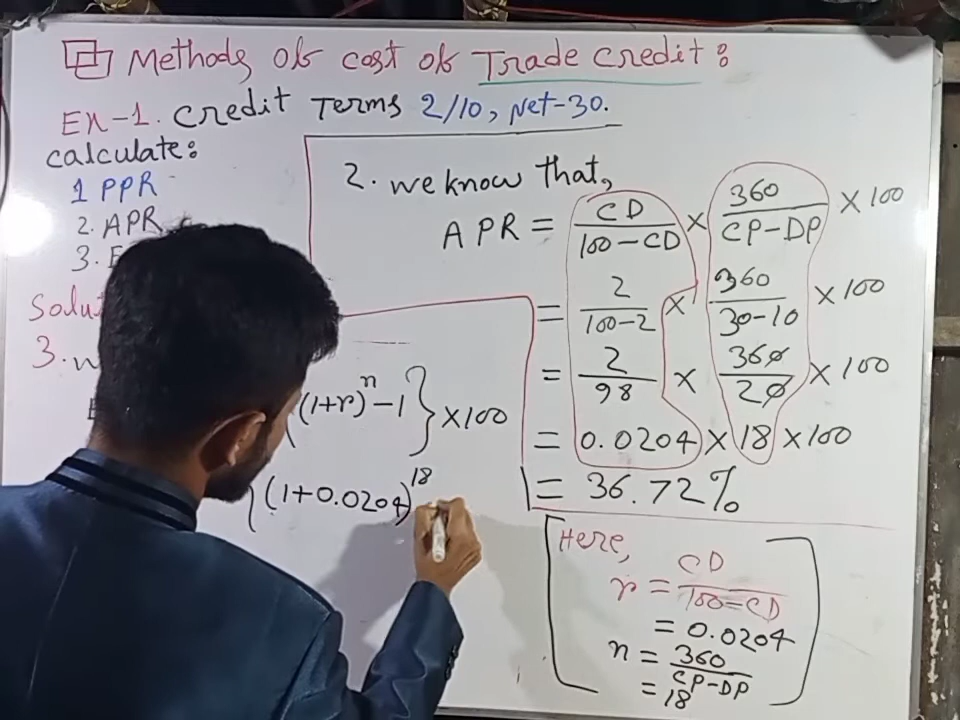 Methods of cost of Trade credit:
Ex-1. Credit Terms 2/10, Net-30.
calculate:
1 PPR
2. APR
3. E
Solut
3. w
2. we know that,
APR = CD/100-CD × 360/CP-DP × 100
= 2/100-2 × 360/30-10 × 100
= 2/98 × 360/20 × 100
= 0.0204 × 18 × 100
= 36.72%
(1+r)^n - 1} × 100
{(1+0.0204)^18
Here,
r = CD/100-CD
= 0.0204
n = 360/CP-DP
= 18